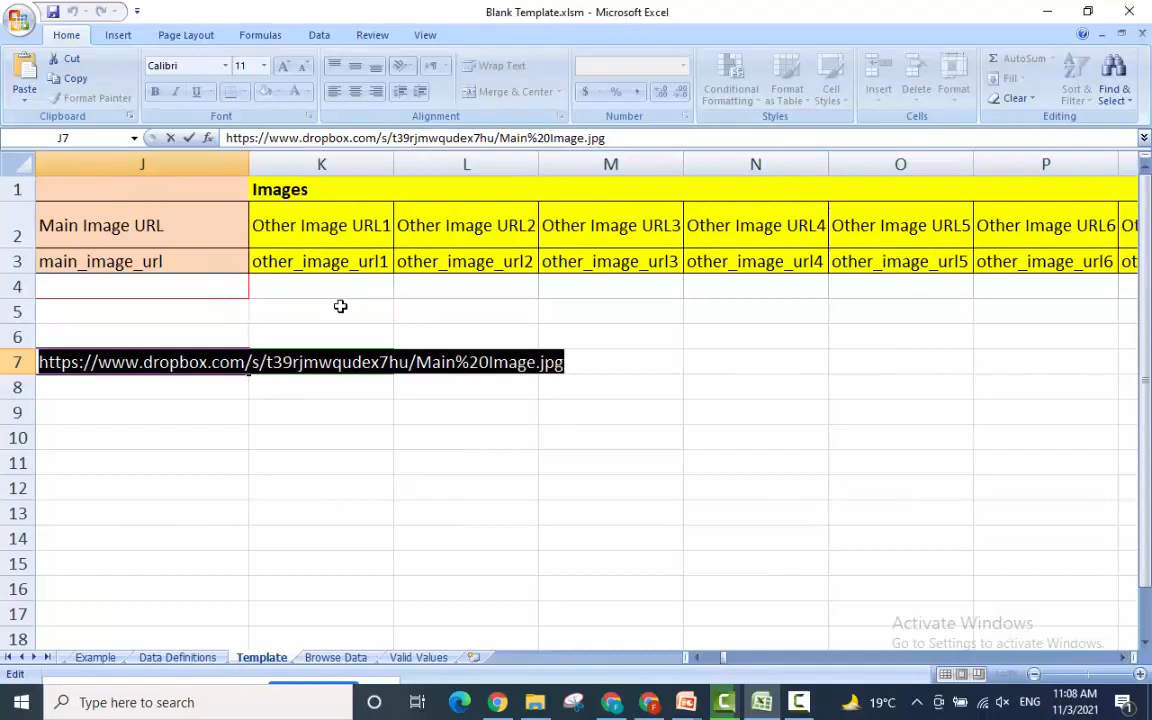 Blank Template.xlsm - Microsoft Excel
Home Insert Page Layout Formulas Data Review View
Paste Cut Copy Format Painter Clipboard
Calibri 11 A A B I U A Font
Wrap Text Merge & Center Alignment
$ % , Number
Conditional Formatting Format as Table Cell Styles Styles
Insert Delete Format Cells
Σ AutoSum Fill Clear Sort & Filter Find & Select Editing
J7 fx https://www.dropbox.com/s/t39rjmwqudex7hu/Main%20Image.jpg
J K L M N O P
1 Images
2 Main Image URL Other Image URL1 Other Image URL2 Other Image URL3 Other Image URL4 Other Image URL5 Other Image URL6 Ot
3 main_image_url other_image_url1 other_image_url2 other_image_url3 other_image_url4 other_image_url5 other_image_url6 ot
4
5
6
7 https://www.dropbox.com/s/t39rjmwqudex7hu/Main%20Image.jpg
8
9
10
11
12
13
14
15
16
17
18
Activate Windows
Go to Settings to activate Windows.
Example Data Definitions Template Browse Data Valid Values
Edit
Type here to search
19°C ENG 11:08 AM 11/3/2021 1